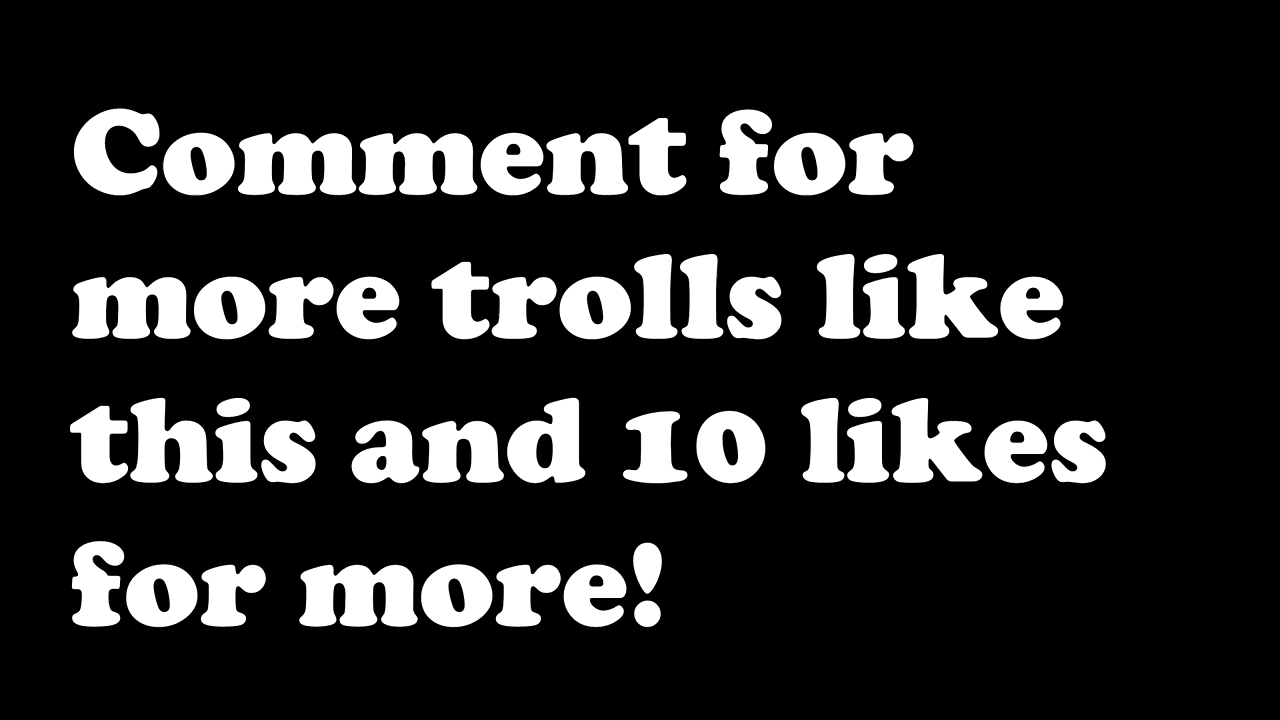 Comment for
more trolls like
this and 10 likes
for more!